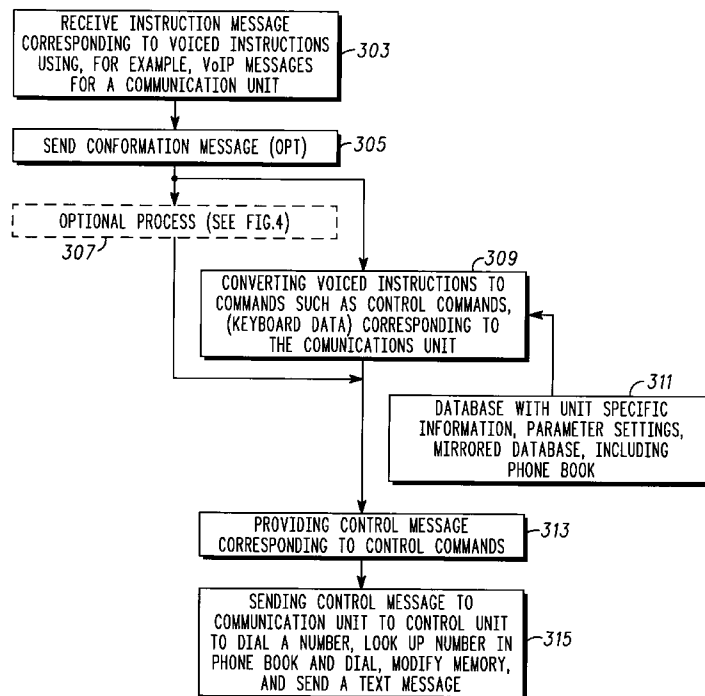 RECEIVE INSTRUCTION MESSAGE
CORRESPONDING TO VOICED INSTRUCTIONS
USING, FOR EXAMPLE, VoIP MESSAGES
FOR A COMMUNICATION UNIT
303
SEND CONFORMATION MESSAGE (OPT)
305
OPTIONAL PROCESS (SEE FIG.4)
307
309
CONVERTING VOICED INSTRUCTIONS TO
COMMANDS SUCH AS CONTROL COMMANDS,
(KEYBOARD DATA) CORRESPONDING TO
THE COMUNICATIONS UNIT
311
DATABASE WITH UNIT SPECIFIC
INFORMATION, PARAMETER SETTINGS,
MIRRORED DATABASE, INCLUDING
PHONE BOOK
PROVIDING CONTROL MESSAGE
CORRESPONDING TO CONTROL COMMANDS
313
SENDING CONTROL MESSAGE TO
COMMUNICATION UNIT TO CONTROL UNIT
TO DIAL A NUMBER, LOOK UP NUMBER IN
PHONE BOOK AND DIAL, MODIFY MEMORY,
AND SEND A TEXT MESSAGE
315